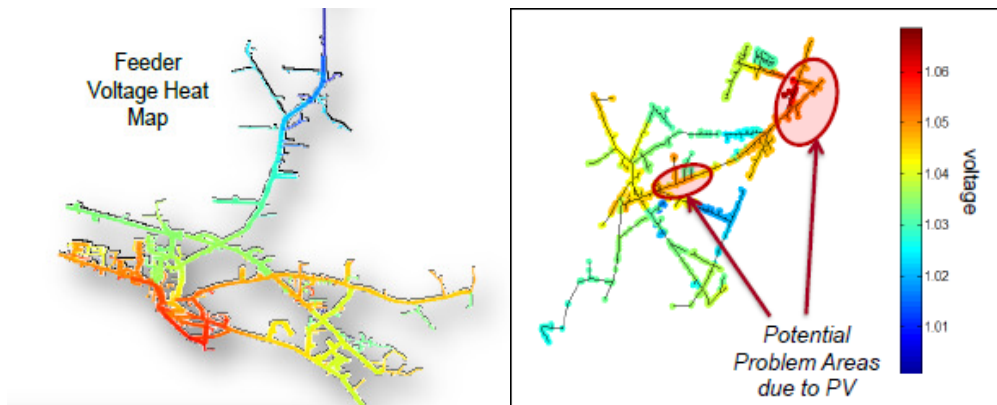 Feeder
Voltage Heat
Map
1.06
1.05
1.04
1.03
1.02
1.01
voltage
Potential
Problem Areas
due to PV